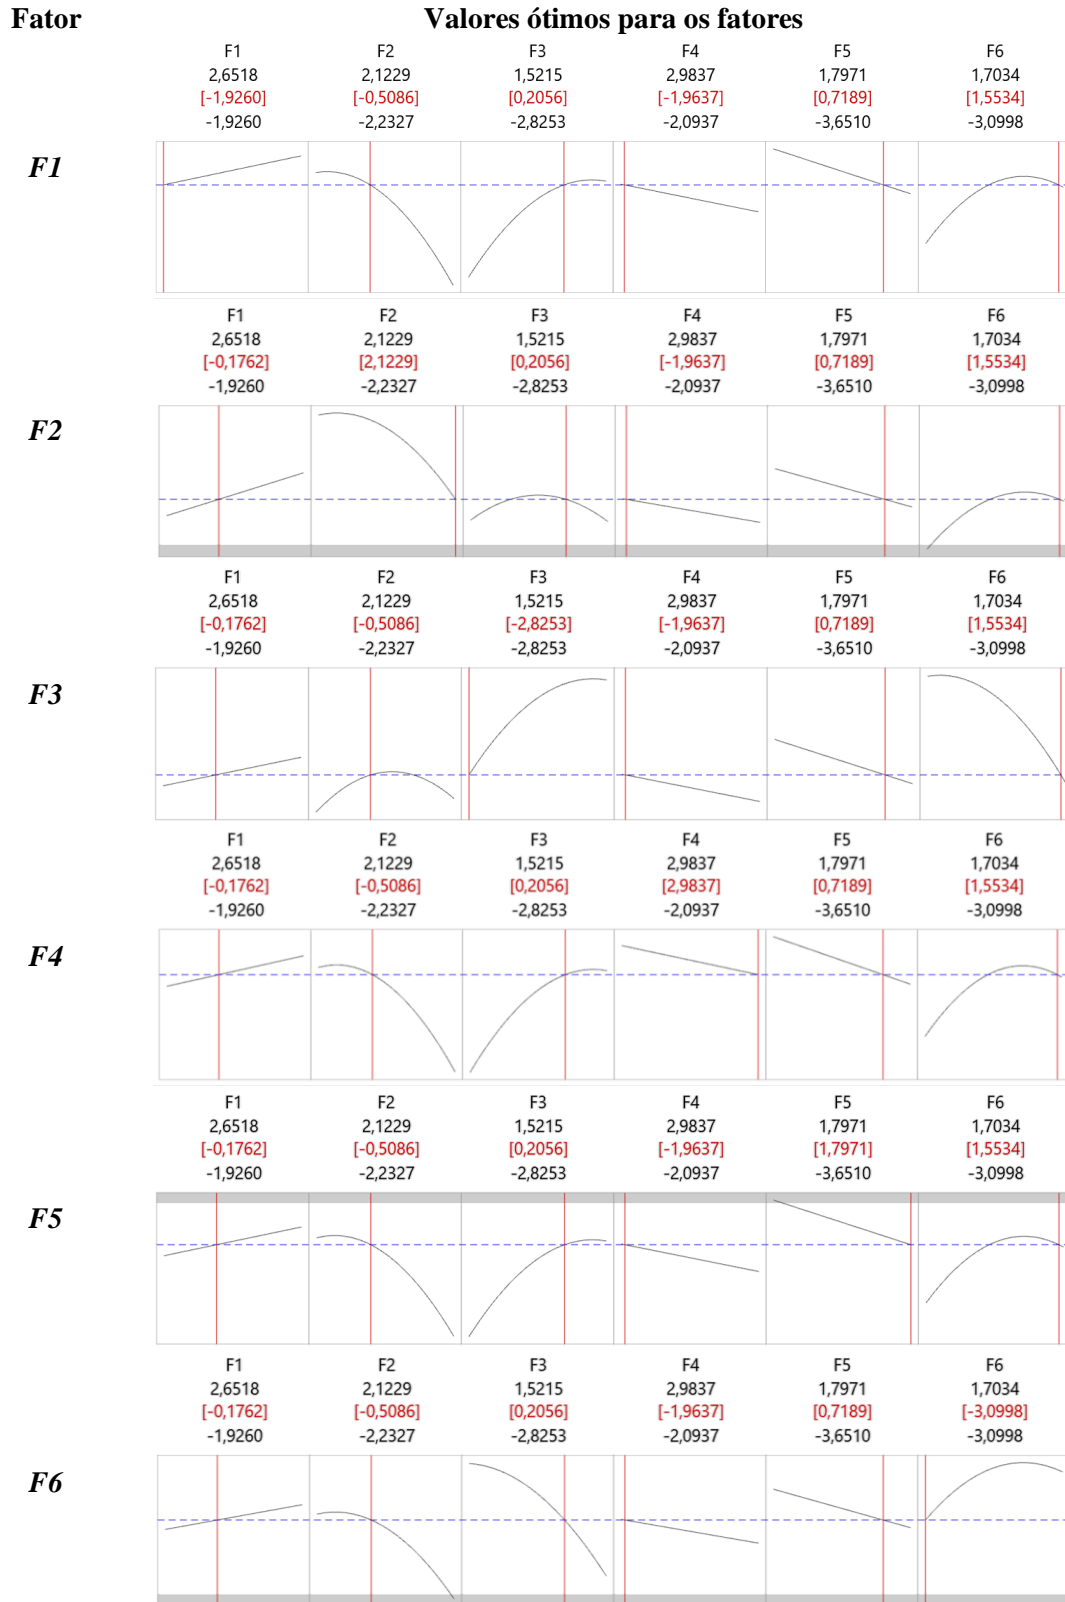 Fator Valores ótimos para os fatores
F1 F2 F3 F4 F5 F6
2,6518 2,1229 1,5215 2,9837 1,7971 1,7034
[-1,9260] [-0,5086] [0,2056] [-1,9637] [0,7189] [1,5534]
-1,9260 -2,2327 -2,8253 -2,0937 -3,6510 -3,0998
F1
F1 F2 F3 F4 F5 F6
2,6518 2,1229 1,5215 2,9837 1,7971 1,7034
[-0,1762] [2,1229] [0,2056] [-1,9637] [0,7189] [1,5534]
-1,9260 -2,2327 -2,8253 -2,0937 -3,6510 -3,0998
F2
F1 F2 F3 F4 F5 F6
2,6518 2,1229 1,5215 2,9837 1,7971 1,7034
[-0,1762] [-0,5086] [-2,8253] [-1,9637] [0,7189] [1,5534]
-1,9260 -2,2327 -2,8253 -2,0937 -3,6510 -3,0998
F3
F1 F2 F3 F4 F5 F6
2,6518 2,1229 1,5215 2,9837 1,7971 1,7034
[-0,1762] [-0,5086] [0,2056] [2,9837] [0,7189] [1,5534]
-1,9260 -2,2327 -2,8253 -2,0937 -3,6510 -3,0998
F4
F1 F2 F3 F4 F5 F6
2,6518 2,1229 1,5215 2,9837 1,7971 1,7034
[-0,1762] [-0,5086] [0,2056] [-1,9637] [1,7971] [1,5534]
-1,9260 -2,2327 -2,8253 -2,0937 -3,6510 -3,0998
F5
F1 F2 F3 F4 F5 F6
2,6518 2,1229 1,5215 2,9837 1,7971 1,7034
[-0,1762] [-0,5086] [0,2056] [-1,9637] [0,7189] [-3,0998]
-1,9260 -2,2327 -2,8253 -2,0937 -3,6510 -3,0998
F6